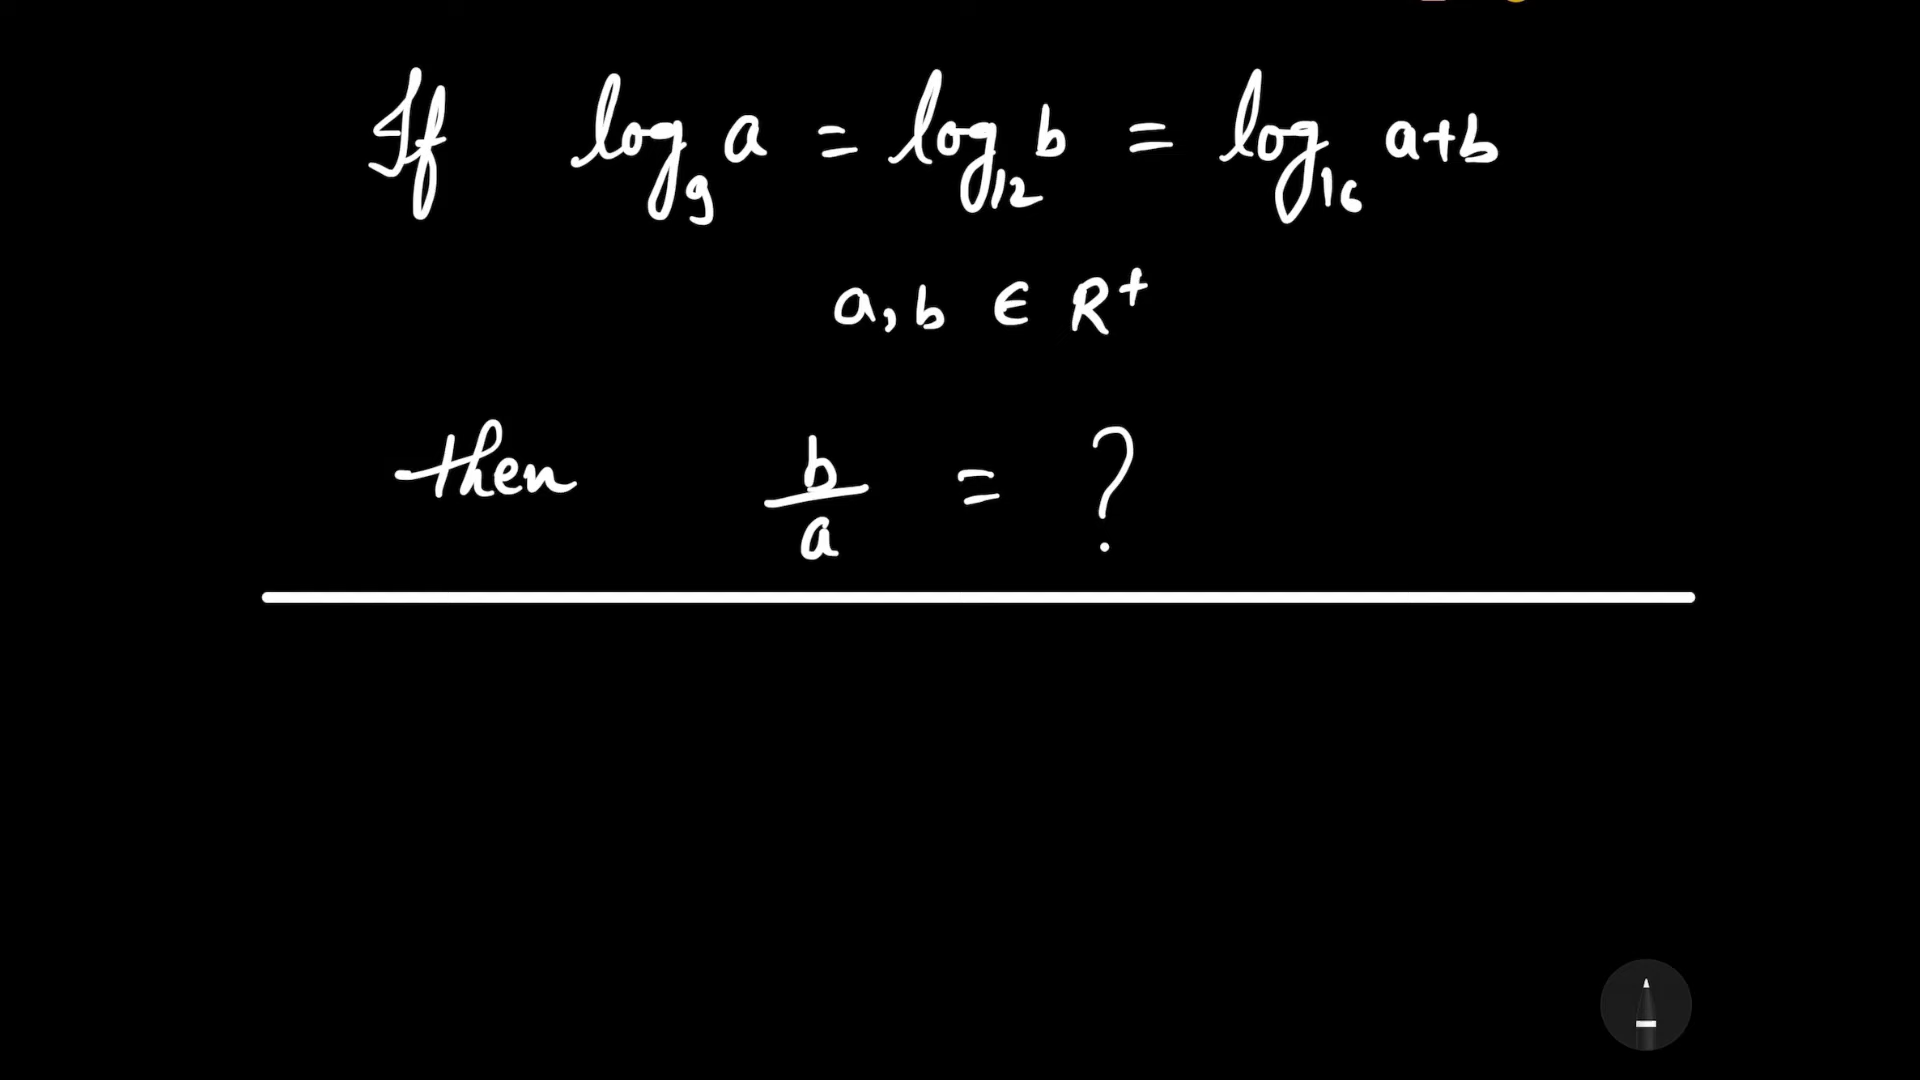 If log₉ a = log₁₂ b = log₁₆ a+b
a, b ∈ R⁺
then b/a = ?